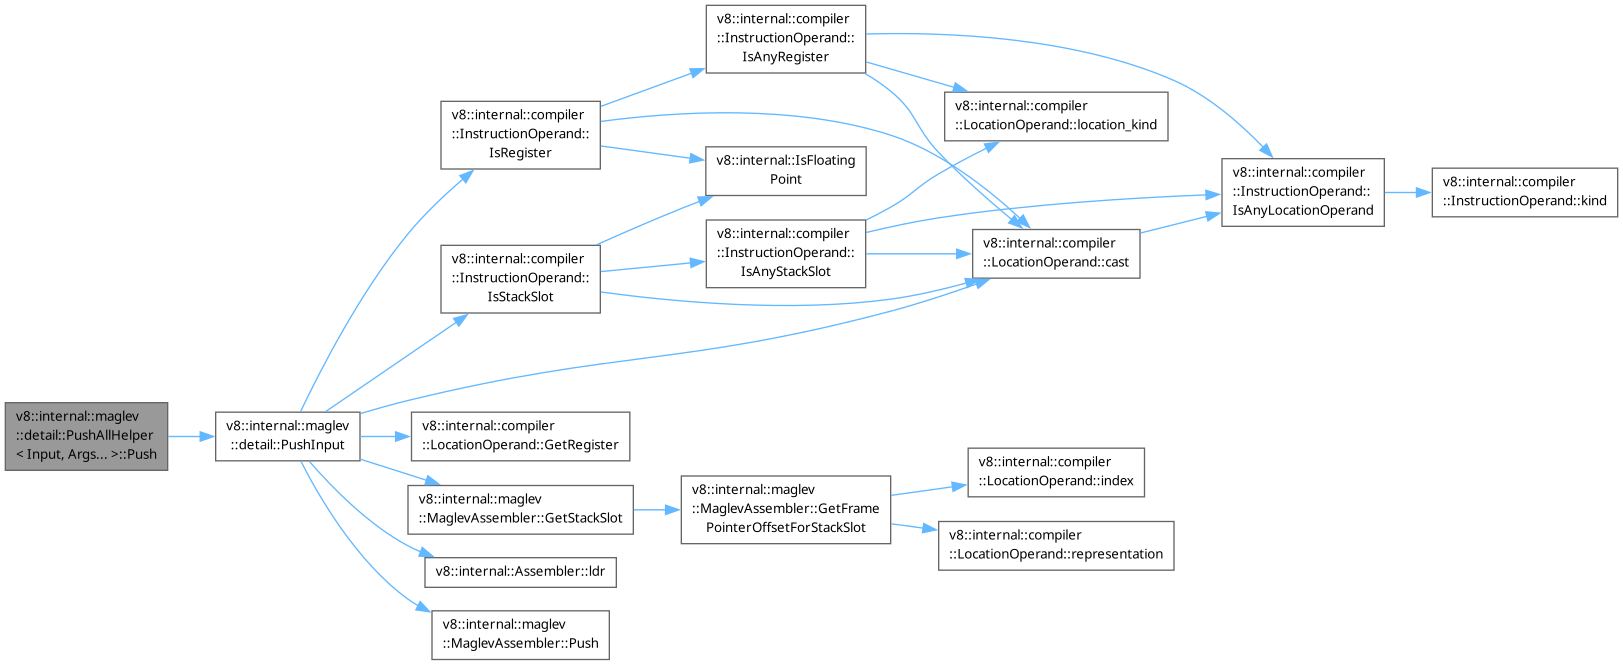 v8::internal::maglev
::detail::PushAllHelper
< Input, Args... >::Push
v8::internal::maglev
::detail::PushInput
v8::internal::compiler
::InstructionOperand::
IsRegister
v8::internal::compiler
::InstructionOperand::
IsStackSlot
v8::internal::compiler
::LocationOperand::GetRegister
v8::internal::maglev
::MaglevAssembler::GetStackSlot
v8::internal::Assembler::ldr
v8::internal::maglev
::MaglevAssembler::Push
v8::internal::compiler
::InstructionOperand::
IsAnyRegister
v8::internal::IsFloating
Point
v8::internal::compiler
::InstructionOperand::
IsAnyStackSlot
v8::internal::maglev
::MaglevAssembler::GetFrame
PointerOffsetForStackSlot
v8::internal::compiler
::LocationOperand::location_kind
v8::internal::compiler
::LocationOperand::cast
v8::internal::compiler
::LocationOperand::index
v8::internal::compiler
::LocationOperand::representation
v8::internal::compiler
::InstructionOperand::
IsAnyLocationOperand
v8::internal::compiler
::InstructionOperand::kind